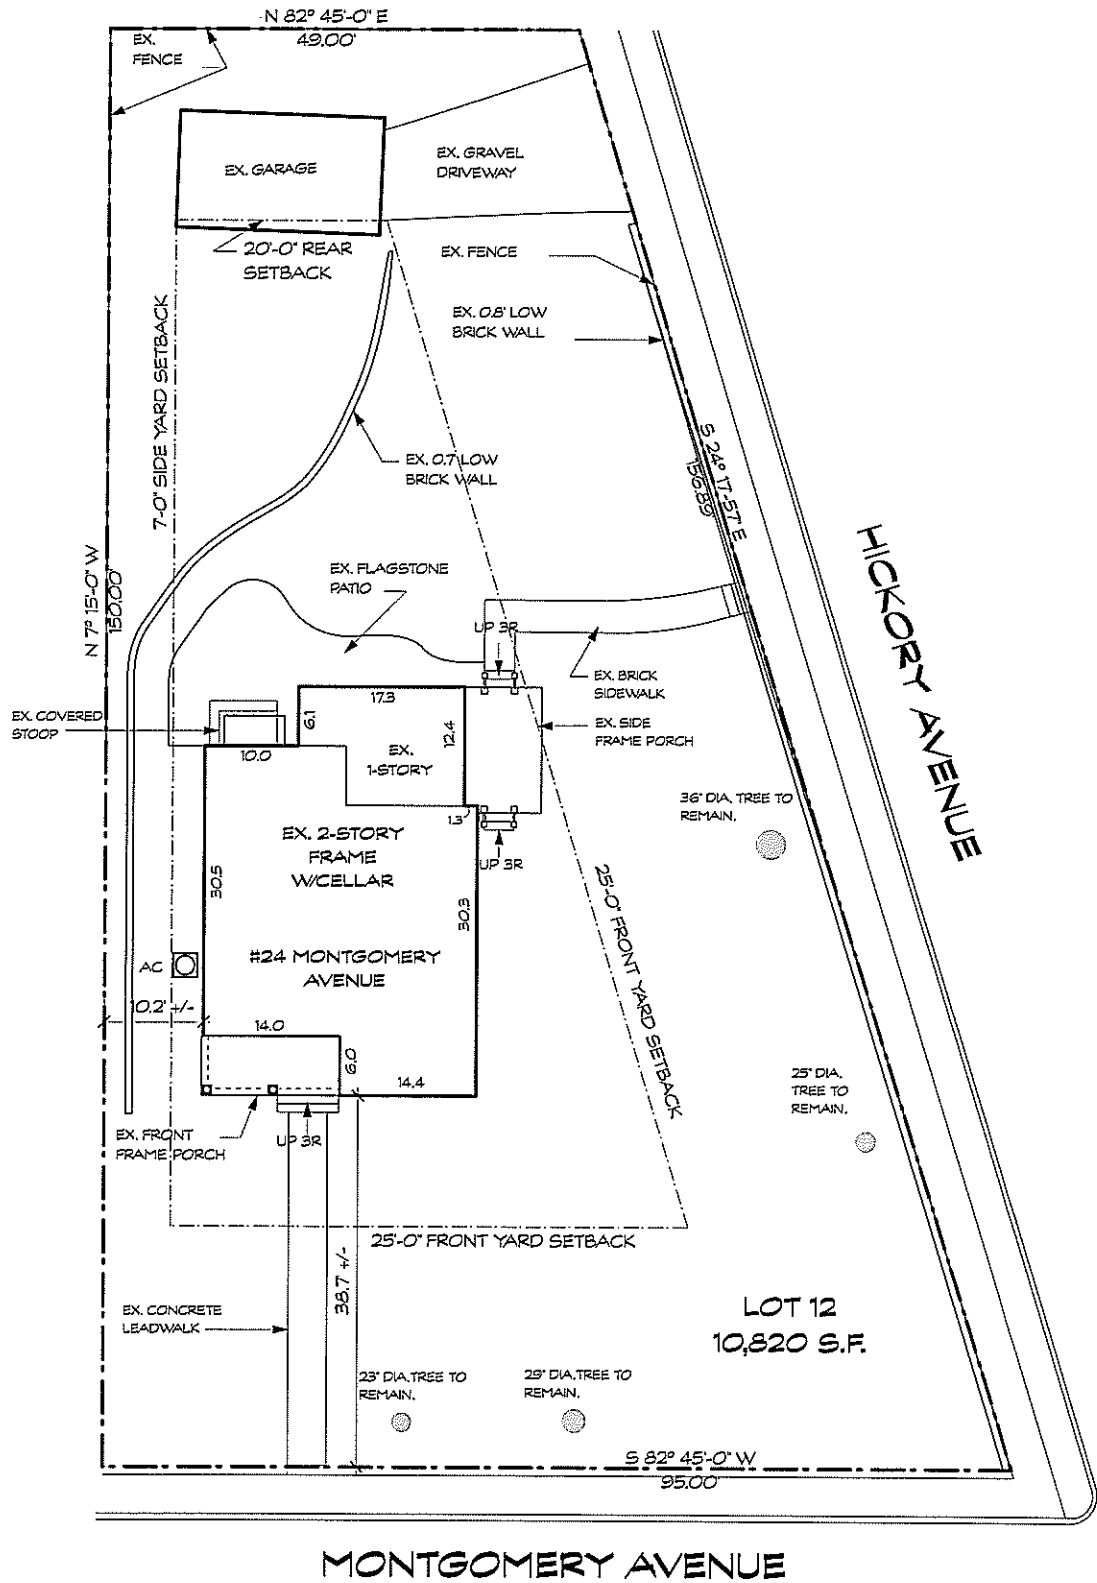 N 82° 45'-0" E
49.00'
EX.
FENCE
EX. GARAGE
EX. GRAVEL
DRIVEWAY
20'-0" REAR
SETBACK
EX. FENCE
EX. 0.8' LOW
BRICK WALL
7'-0" SIDE YARD SETBACK
EX. 0.7' LOW
BRICK WALL
S 24° 17'-57" E
156.89'
HICKORY AVENUE
N 7° 15'-0" W
150.00'
EX. FLAGSTONE
PATIO
UP 3R
EX. BRICK
SIDEWALK
EX. COVERED
STOOP
17.3
6.1
12.4
10.0
EX.
1-STORY
EX. SIDE
FRAME PORCH
1.3'
UP 3R
36" DIA. TREE TO
REMAIN.
EX. 2-STORY
FRAME
W/CELLAR
30.5
30.3
25'-0" FRONT YARD SETBACK
#24 MONTGOMERY
AVENUE
AC
10.2' +/-
14.0
6.0
14.4
25" DIA.
TREE TO
REMAIN.
EX. FRONT
FRAME PORCH
UP 3R
25'-0" FRONT YARD SETBACK
38.7 +/-
EX. CONCRETE
LEADWALK
LOT 12
10,820 S.F.
23" DIA. TREE TO
REMAIN.
29" DIA. TREE TO
REMAIN.
S 82° 45'-0" W
95.00'
MONTGOMERY AVENUE